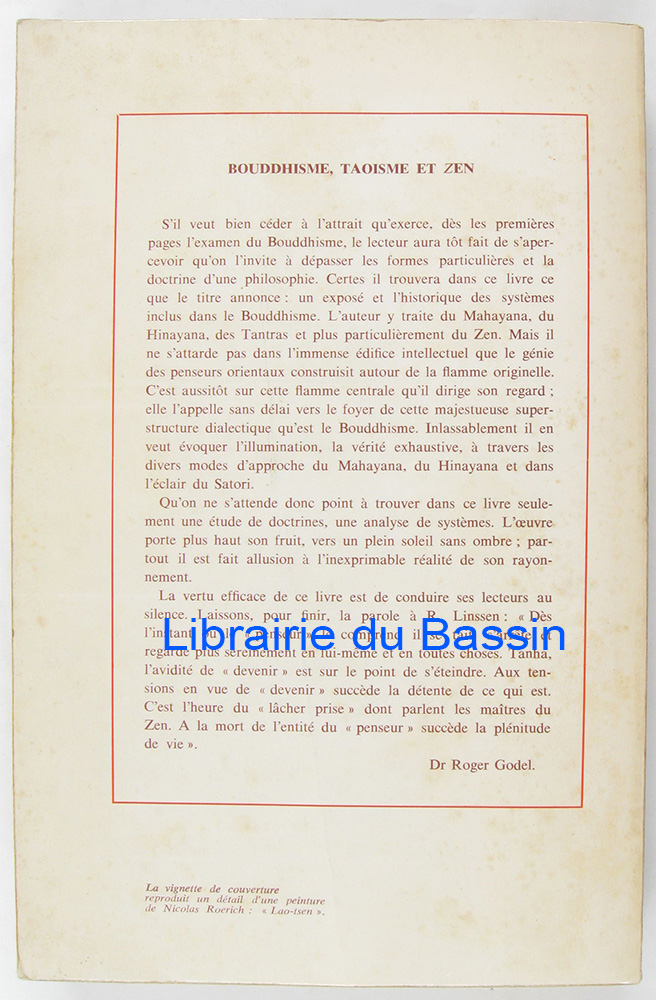 BOUDDHISME, TAOISME ET ZEN
S'il veut bien céder à l'attrait qu'exerce, dès les premières
pages l'examen du Bouddhisme, le lecteur aura tôt fait de s'aper-
cevoir qu'on l'invite à dépasser les formes particulières et la
doctrine d'une philosophie. Certes il trouvera dans ce livre ce
que le titre annonce : un exposé et l'historique des systèmes
inclus dans le Bouddhisme. L'auteur y traite du Mahayana, du
Hinayana, des Tantras et plus particulièrement du Zen. Mais il
ne s'attarde pas dans l'immense édifice intellectuel que le génie
des penseurs orientaux construisit autour de la flamme originelle.
C'est aussitôt sur cette flamme centrale qu'il dirige son regard ;
elle l'appelle sans délai vers le foyer de cette majestueuse super-
structure dialectique qu'est le Bouddhisme. Inlassablement il en
veut évoquer l'illumination, la vérité exhaustive, à travers les
divers modes d'approche du Mahayana, du Hinayana et dans
l'éclair du Satori.
Qu'on ne s'attende donc point à trouver dans ce livre seule-
ment une étude de doctrines, une analyse de systèmes. L'œuvre
porte plus haut son fruit, vers un plein soleil sans ombre ; par-
tout il est fait allusion à l'inexprimable réalité de son rayon-
nement.
La vertu efficace de ce livre est de conduire ses lecteurs au
silence. Laissons, pour finir, la parole à R. Linssen : « Dès
l'instant où le « penseur » comprend il se tait s'arrête et
Librairie du Bassin
regarde plus sereinement en lui-même et en toutes choses. Tanha,
l'avidité de « devenir » est sur le point de s'éteindre. Aux ten-
sions en vue de « devenir » succède la détente de ce qui est.
C'est l'heure du « lâcher prise » dont parlent les maîtres du
Zen. A la mort de l'entité du « penseur » succède la plénitude
de vie ».
Dr Roger Godel.
La vignette de couverture
reproduit un détail d'une peinture
de Nicolas Roerich : « Lao-tsen ».